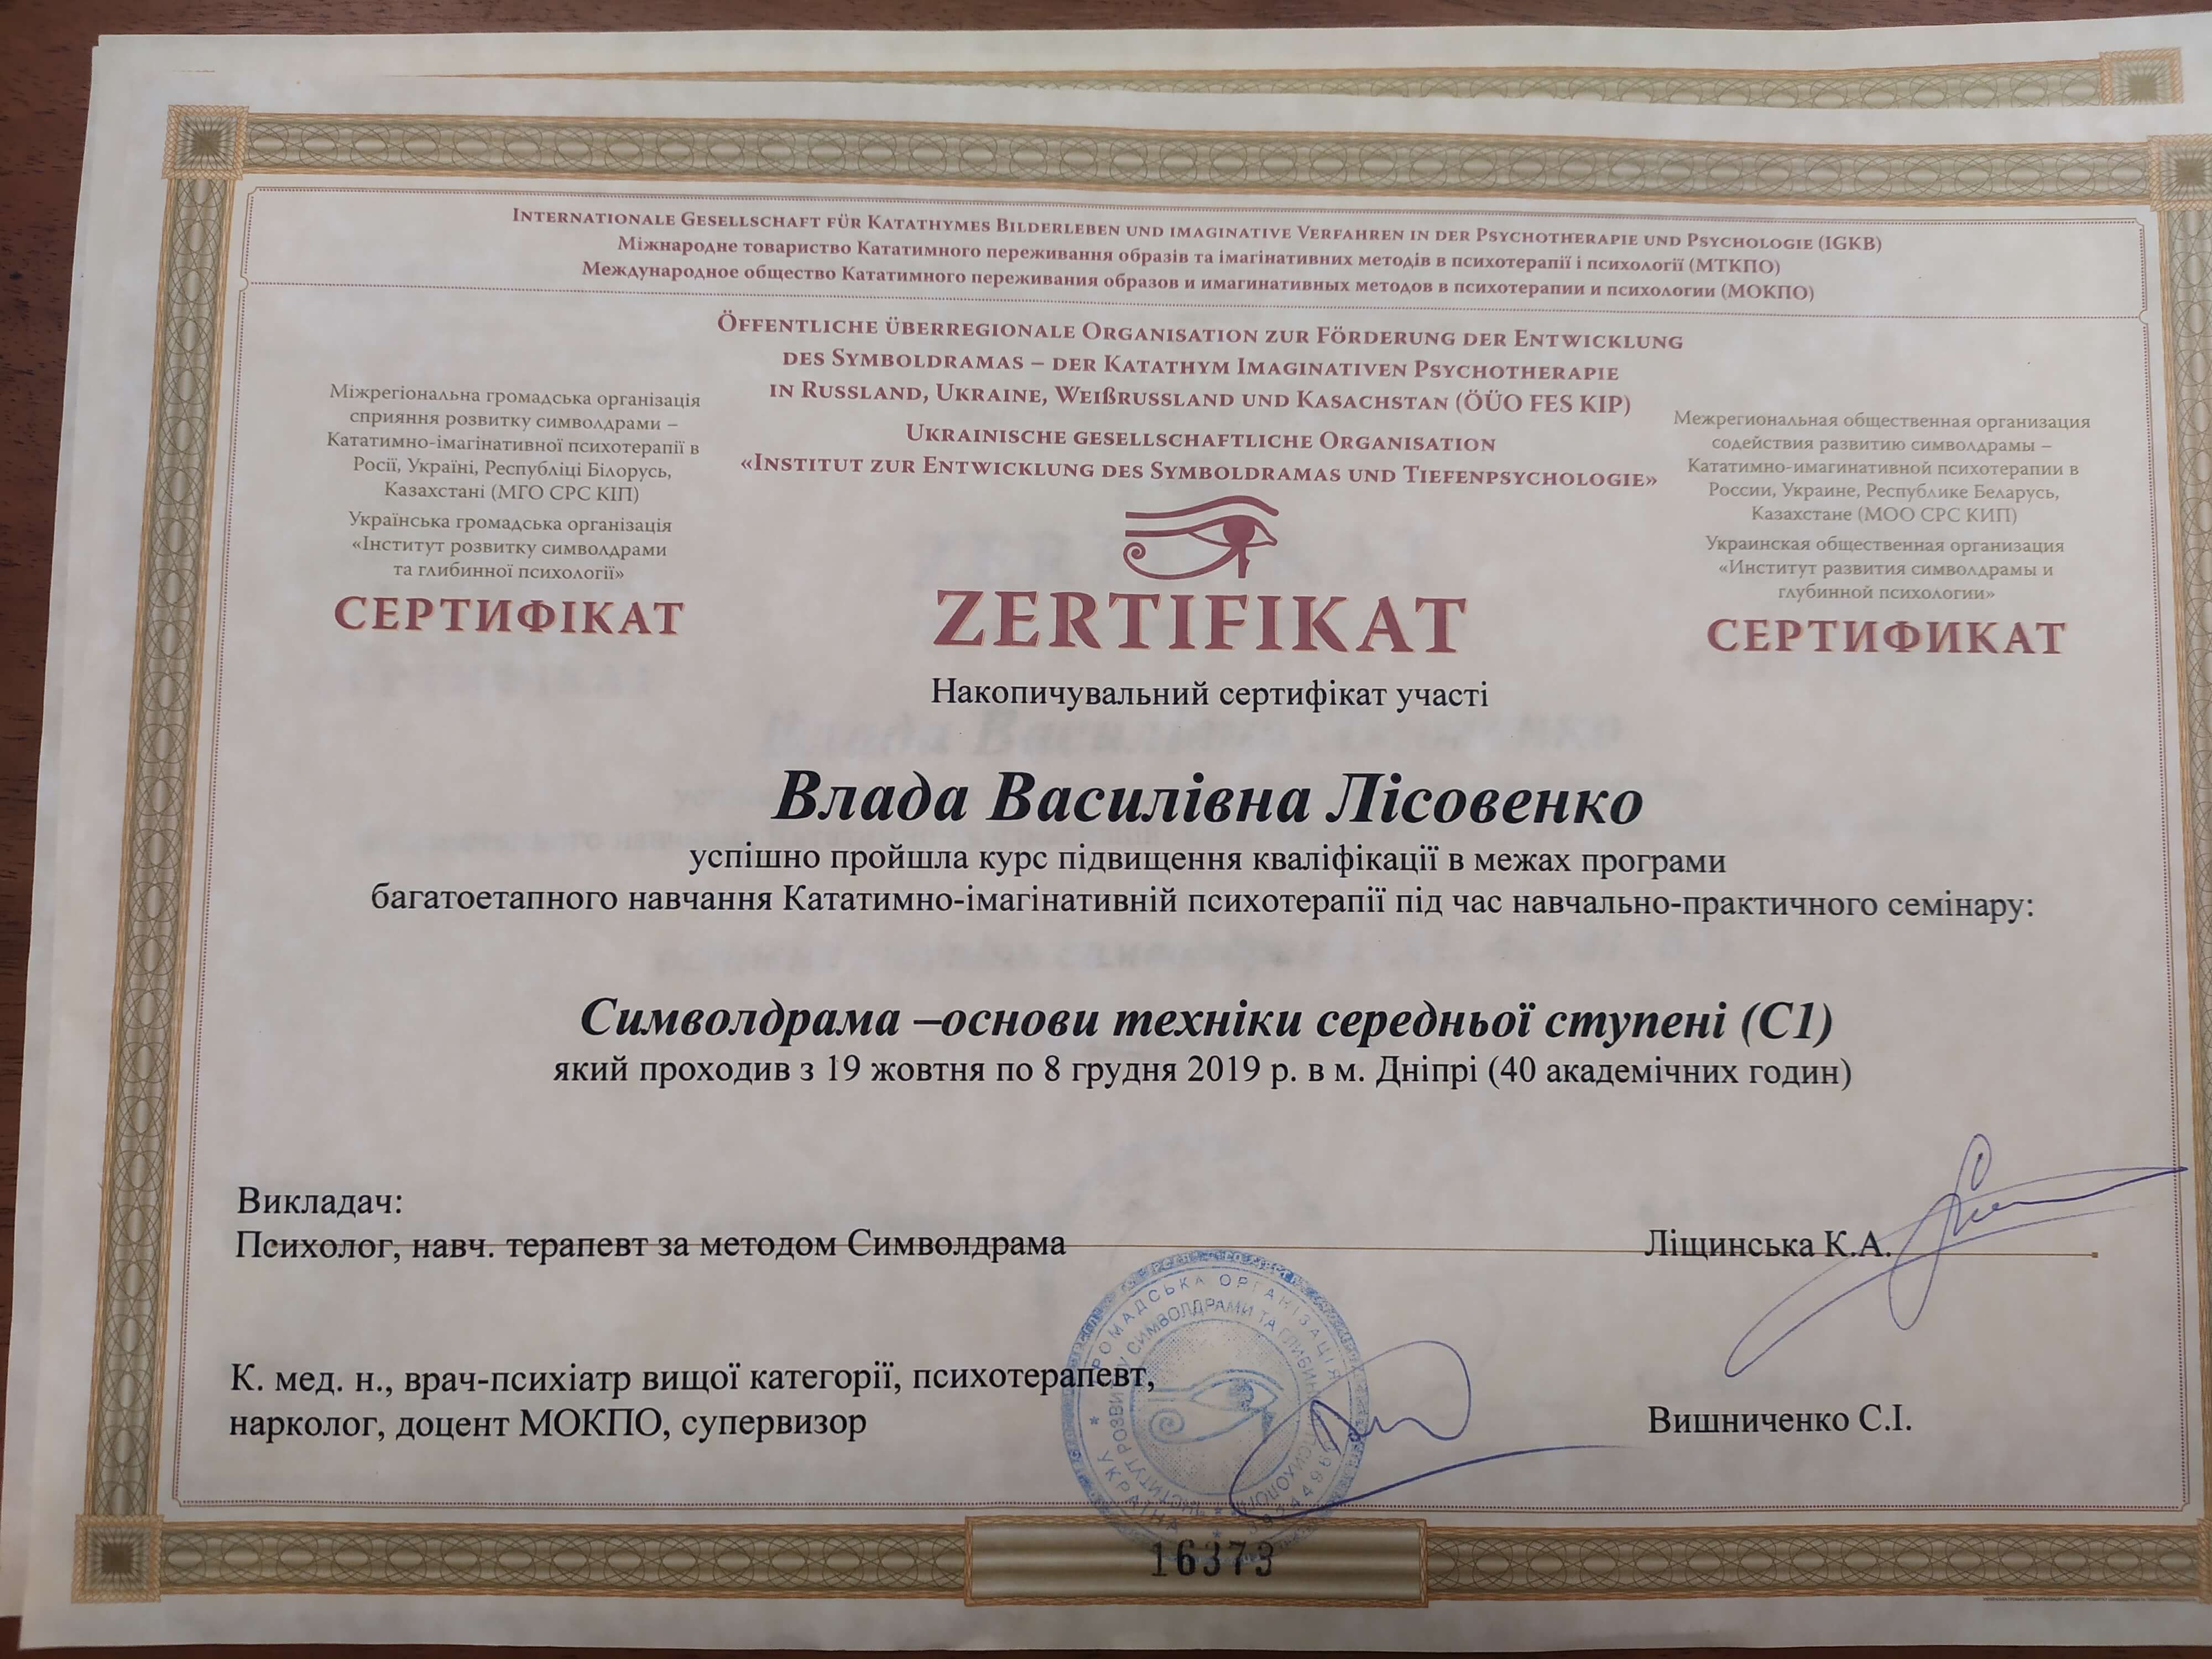 Internationale Gesellschaft für Katathymes Bilderleben und imaginative Verfahren in der Psychotherapie und Psychologie (IGKB)
Міжнародне товариство Кататимного переживання образів та імагінативних методів в психотерапії і психології (МТКПО)
Международное общество Кататимного переживания образов и имагинативных методов в психотерапии и психологии (МОКПО)
Öffentliche überregionale Organisation zur Förderung der Entwicklung
des Symboldramas – der Katathym Imaginativen Psychotherapie
in Russland, Ukraine, Weißrussland und Kasachstan (ÖÜO FES KIP)
Ukrainische gesellschaftliche Organisation
«Institut zur Entwicklung des Symboldramas und Tiefenpsychologie»
Міжрегіональна громадська організація
сприяння розвитку символдрами –
Кататимно-імагінативної психотерапії в
Росії, Україні, Республіці Білорусь,
Казахстані (МГО СРС КІП)
Українська громадська організація
«Інститут розвитку символдрами
та глибинної психології»
СЕРТИФІКАТ
ZERTIFIKAT
Межрегиональная общественная организация
содействия развитию символдрамы –
Кататимно-имагинативной психотерапии в
России, Украине, Республике Беларусь,
Казахстане (МОО СРС КИП)
Украинская общественная организация
«Институт развития символдрамы и
глубинной психологии»
СЕРТИФИКАТ
Накопичувальний сертифікат участі
Влада Василівна Лісовенко
успішно пройшла курс підвищення кваліфікації в межах програми
багатоетапного навчання Кататимно-імагінативній психотерапії під час навчально-практичного семінару:
Символдрама –основи техніки середньої ступені (С1)
який проходив з 19 жовтня по 8 грудня 2019 р. в м. Дніпрі (40 академічних годин)
Викладач:
Психолог, навч. терапевт за методом Символдрама Ліщинська К.А.
К. мед. н., врач-психіатр вищої категорії, психотерапевт,
нарколог, доцент МОКПО, супервизор Вишниченко С.І.
ГРОМАДСЬКА ОРГАНІЗАЦІЯ
ІНСТИТУТ РОЗВИТКУ СИМВОЛДРАМИ ТА ГЛИБИННОЇ ПСИХОЛОГІЇ
УКРАЇНА
16373